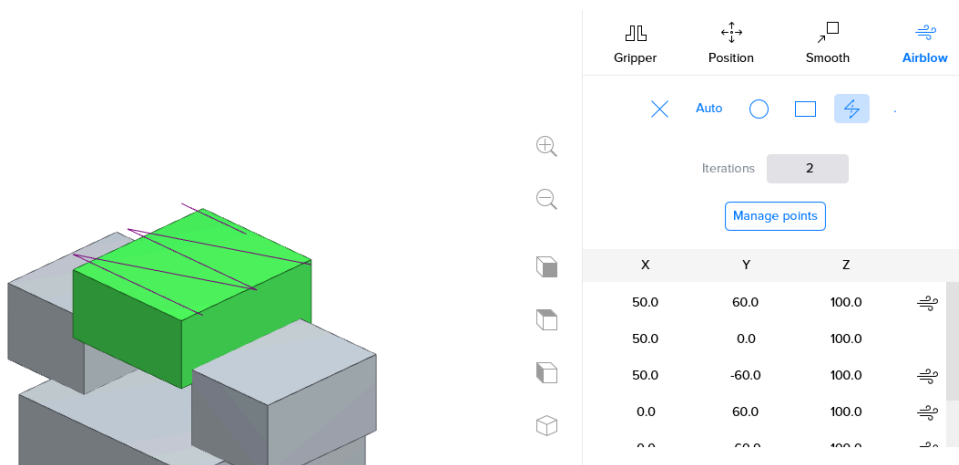 Gripper Position Smooth Airblow
Auto
Iterations 2
Manage points
X Y Z
50.0 60.0 100.0
50.0 0.0 100.0
50.0 -60.0 100.0
0.0 60.0 100.0